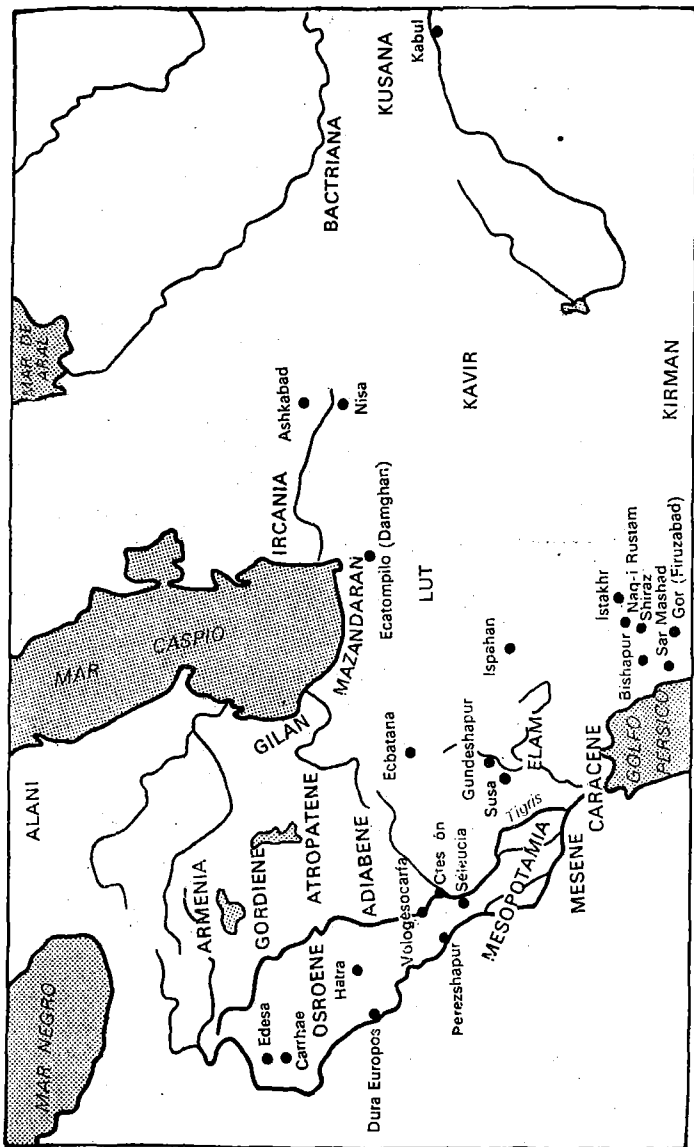 MAR NEGRO
ALANI
MAR
CASPIO
MAR DE
ARAL
ARMENIA
GORDIENE
ATROPATENE
GILAN
MAZANDARAN
IRCANIA
Ashkabad
Nisa
BACTRIANA
Edesa
Carrhae
OSROENE
Hatra
ADIABENE
Ecatompilo (Damghan)
Dura Europos
Vologesocarta
Ctes ón
Seleucia
Perezshapur
Ecbatana
LUT
KAVIR
KUSANA
Kabul
MESOPOTAMIA
Tigris
Susa
Gundeshapur
ELAM
Ispahan
MESENE
CARACENE
GOLFO
PERSICO
Istakhr
Bishapur
Naq-i Rustam
Shiraz
Sar Mashad
Gor (Firuzabad)
KIRMAN